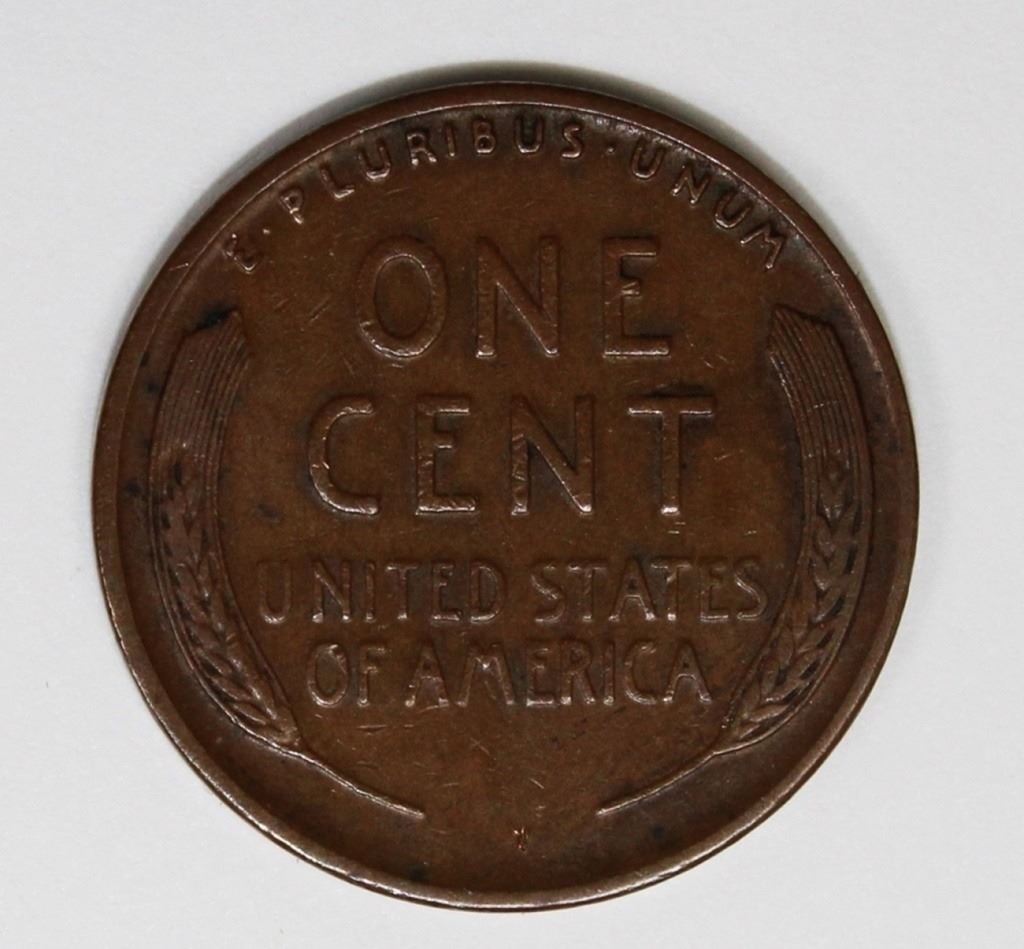 E·PLURIBUS·UNUM
ONE
CENT
UNITED STATES
OF AMERICA